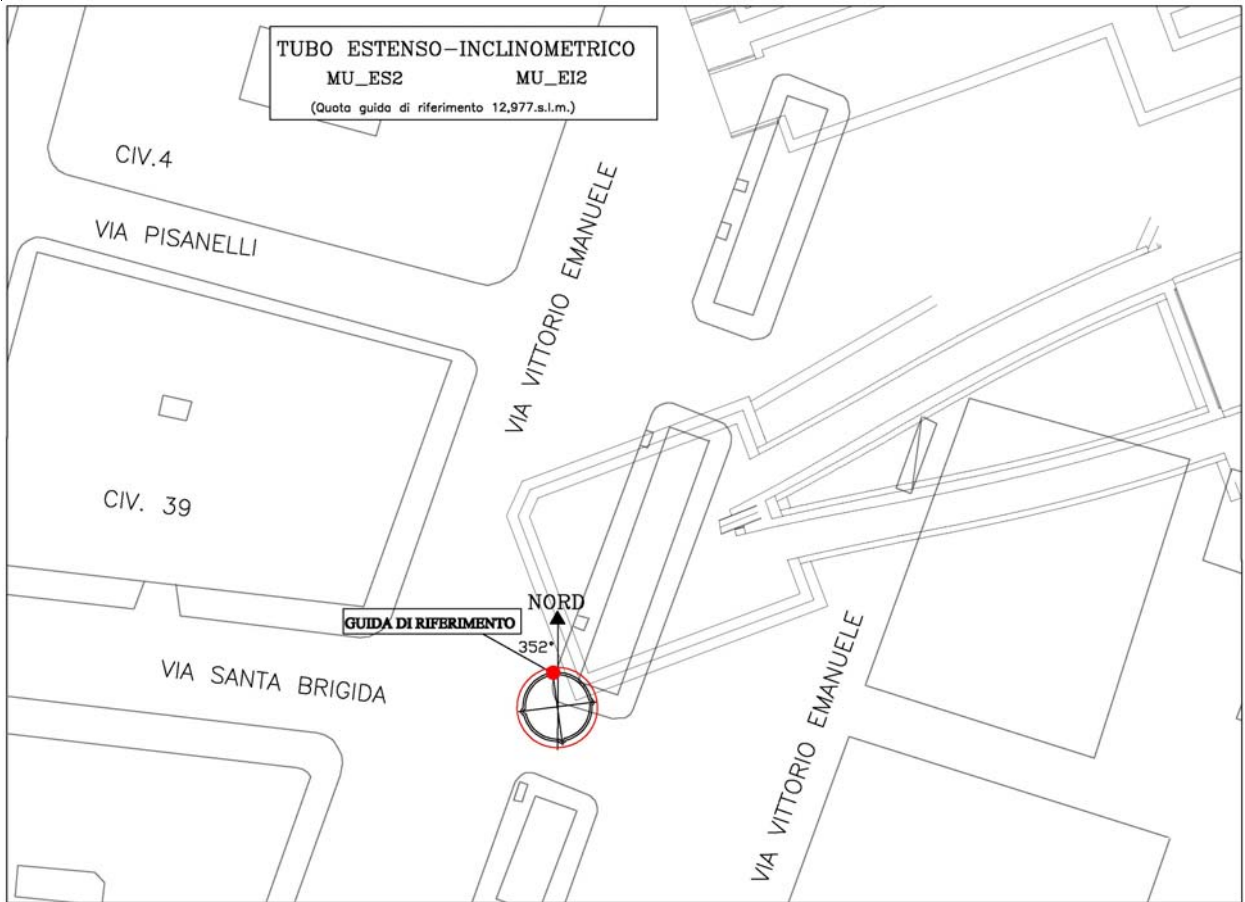 TUBO ESTENSO-INCLINOMETRICO
MU_ES2 MU_EI2
(Quota guida di riferimento 12,977.s.l.m.)
CIV.4
VIA PISANELLI
VIA VITTORIO EMANUELE
CIV. 39
NORD
GUIDA DI RIFERIMENTO
352°
VIA SANTA BRIGIDA
VIA VITTORIO EMANUELE